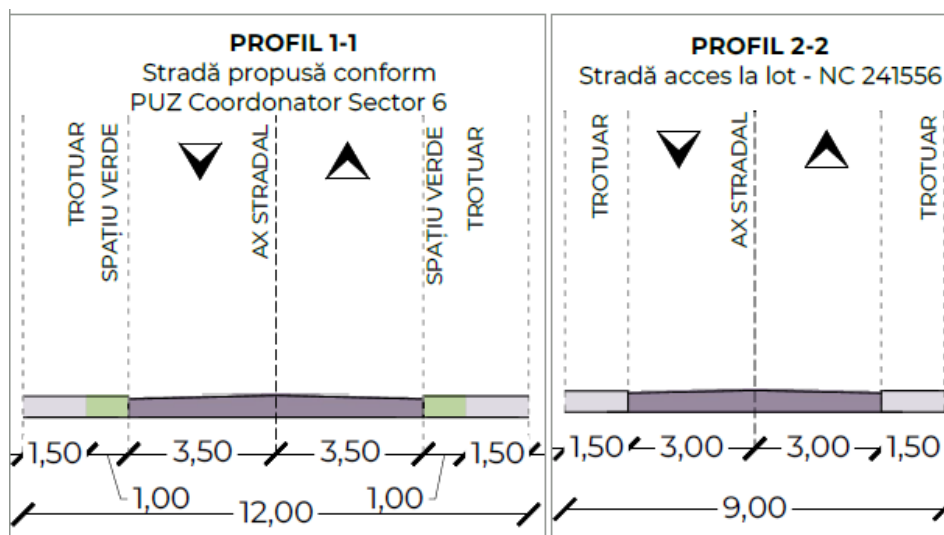 PROFIL 1-1
Stradă propusă conform
PUZ Coordonator Sector 6
TROTUAR
SPAȚIU VERDE
AX STRADAL
SPAȚIU VERDE
TROTUAR
1,50
3,50
3,50
1,50
1,00
1,00
12,00
PROFIL 2-2
Stradă acces la lot - NC 241556
TROTUAR
AX STRADAL
TROTUAR
1,50
3,00
3,00
1,50
9,00